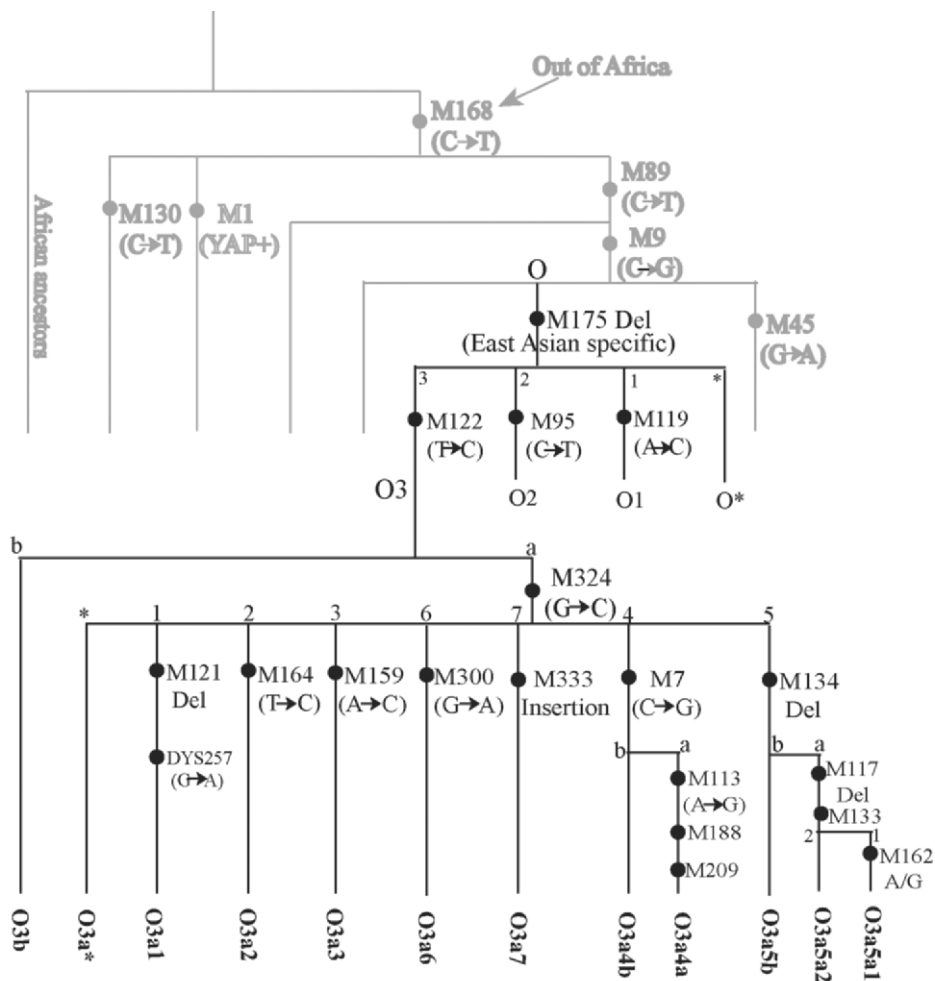 Out of Africa
M168
(C→T)
African ancestors
M130
(C→T)
M1
(YAP+)
M89
(C→T)
M9
(C→G)
O
M175 Del
(East Asian specific)
M45
(G→A)
3
2
1
*
M122
(T→C)
M95
(C→T)
M119
(A→C)
O3
O2
O1
O*
b
a
M324
(G→C)
*
1
2
3
6
7
4
5
M121
Del
M164
(T→C)
M159
(A→C)
M300
(G→A)
M333
Insertion
M7
(C→G)
M134
Del
DYS257
(G→A)
b
a
M113
(A→G)
M188
M209
b
a
M117
Del
M133
2
1
M162
A/G
O3b
O3a*
O3a1
O3a2
O3a3
O3a6
O3a7
O3a4b
O3a4a
O3a5b
O3a5a2
O3a5a1